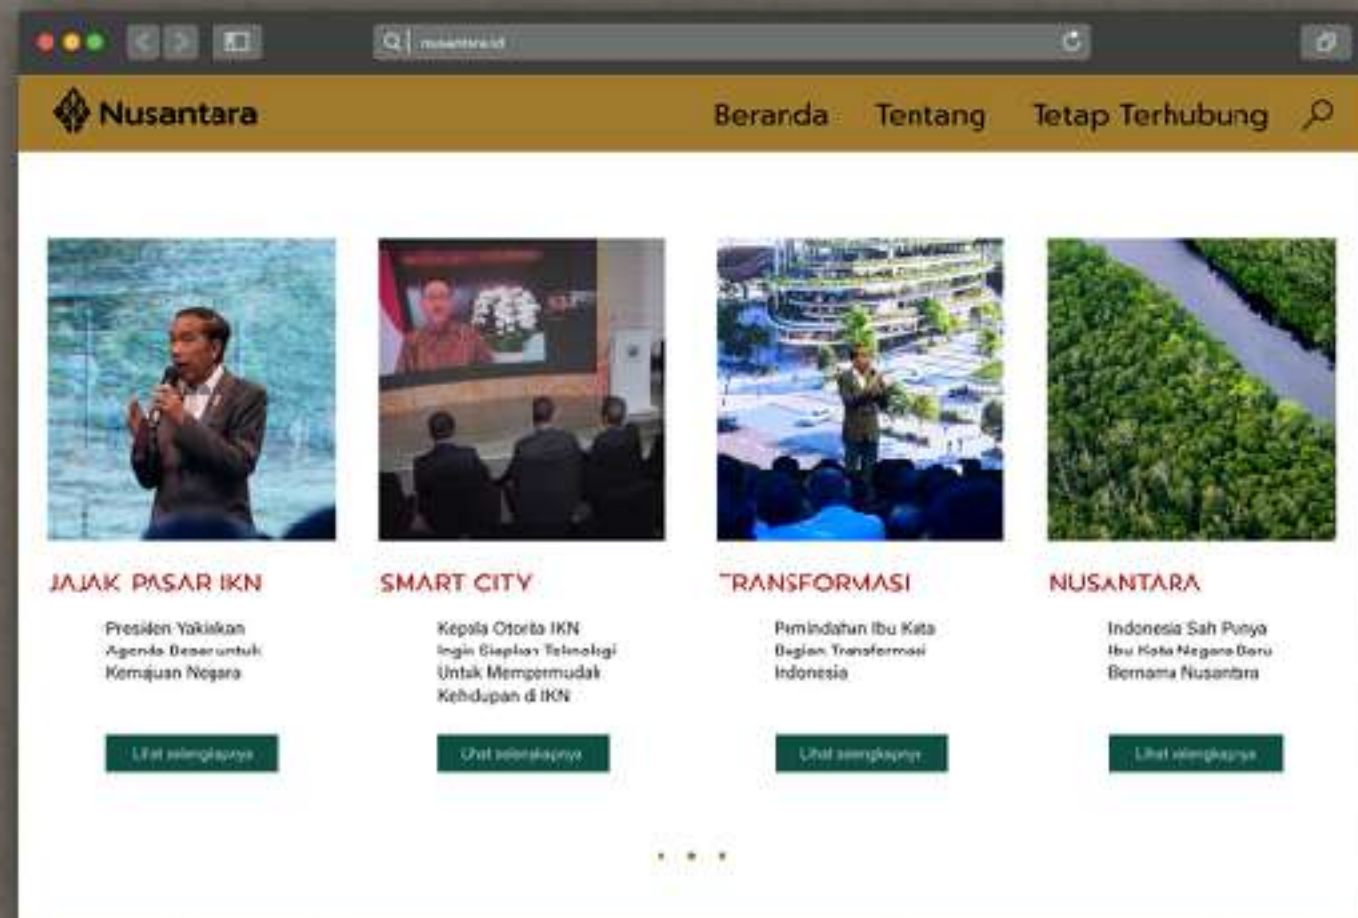 nusantara.id
Nusantara
Beranda Tentang Tetap Terhubung
JAJAK PASAR IKN
Presiden Yakinkan
Agenda Besar untuk
Kemajuan Negara
Lihat selengkapnya
SMART CITY
Kepala Otorita IKN
Ingin Siapkan Teknologi
Untuk Mempermudah
Kehidupan di IKN
Lihat selengkapnya
TRANSFORMASI
Pemindahan Ibu Kota
Bagian Transformasi
Indonesia
Lihat selengkapnya
NUSANTARA
Indonesia Sah Punya
Ibu Kota Negara Baru
Bernama Nusantara
Lihat selengkapnya